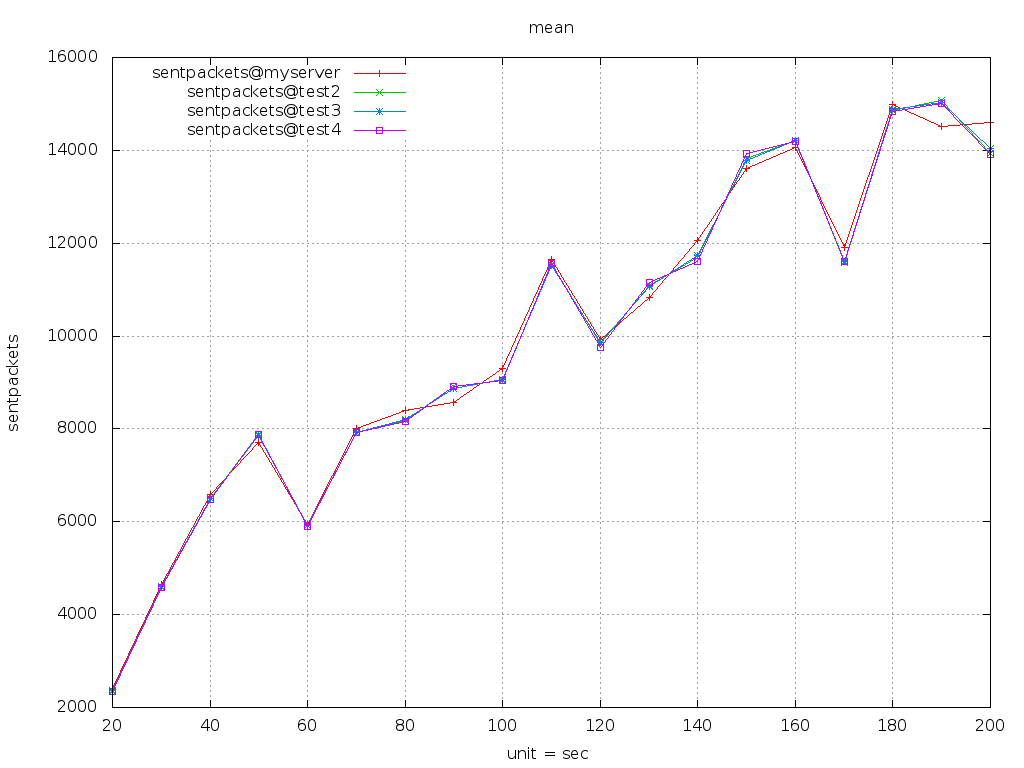 mean
16000
14000
12000
10000
8000
6000
4000
2000
sentpackets
sentpackets@myserver
sentpackets@test2
sentpackets@test3
sentpackets@test4
20 40 60 80 100 120 140 160 180 200
unit = sec